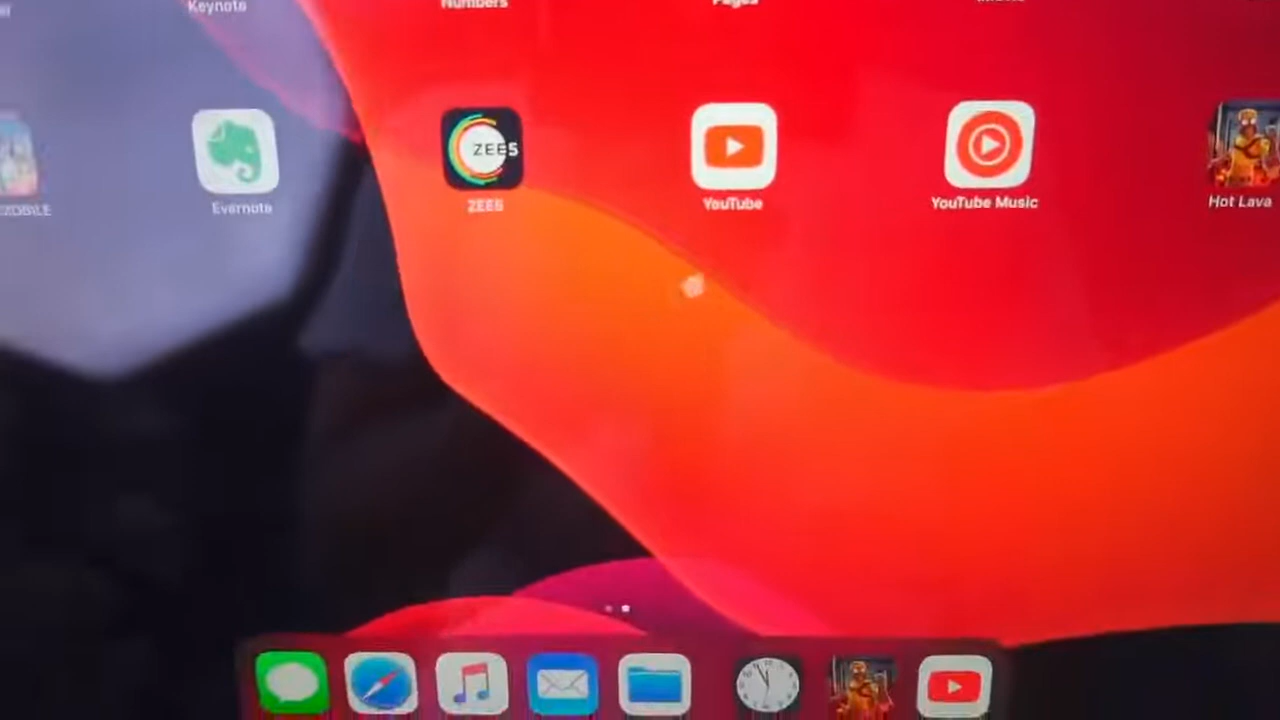 Keynote
Numbers
Pages
ZEE5
Evernote
ZEE5
YouTube
YouTube Music
Hot Lava